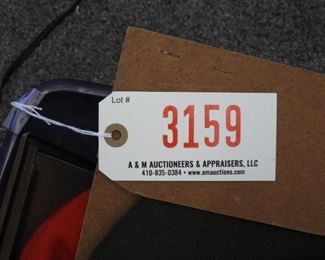 Lot #
3159
A & M AUCTIONEERS & APPRAISERS, LLC
410-835-0384 • www.amauctions.com